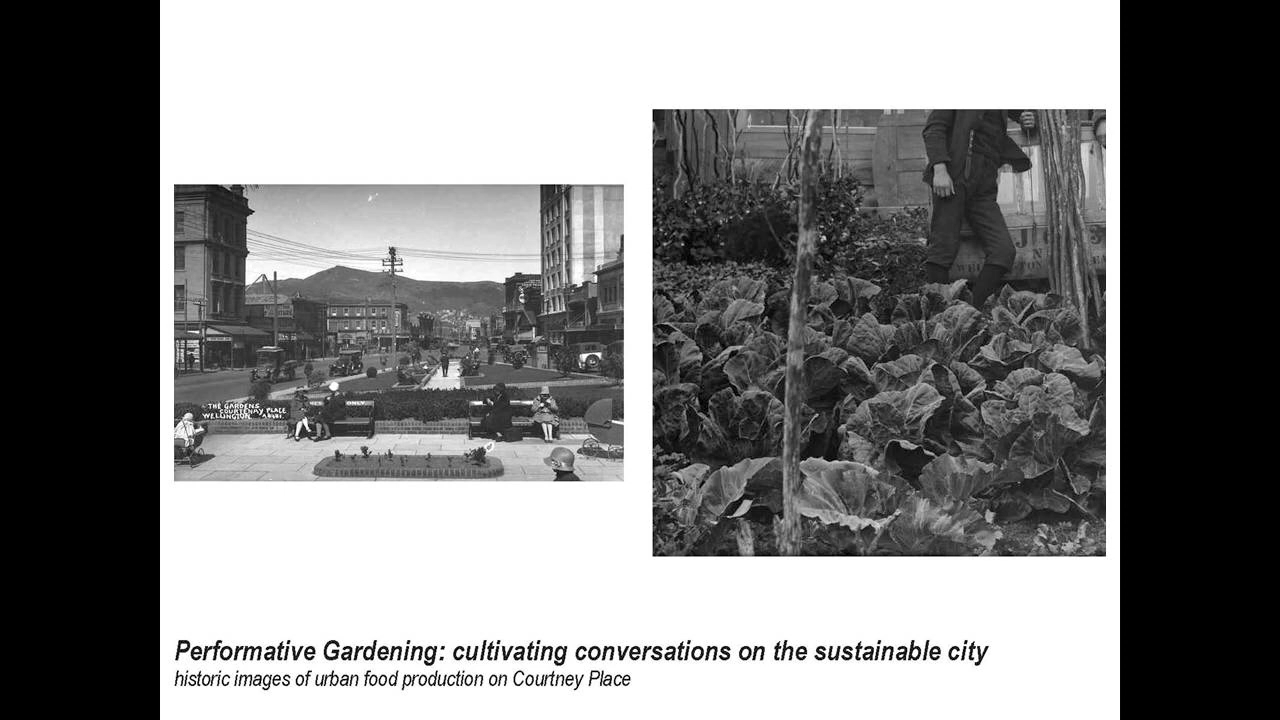 THE GARDENS
COURTENAY PLACE
WELLINGTON
ONLY
Performative Gardening: cultivating conversations on the sustainable city
historic images of urban food production on Courtney Place